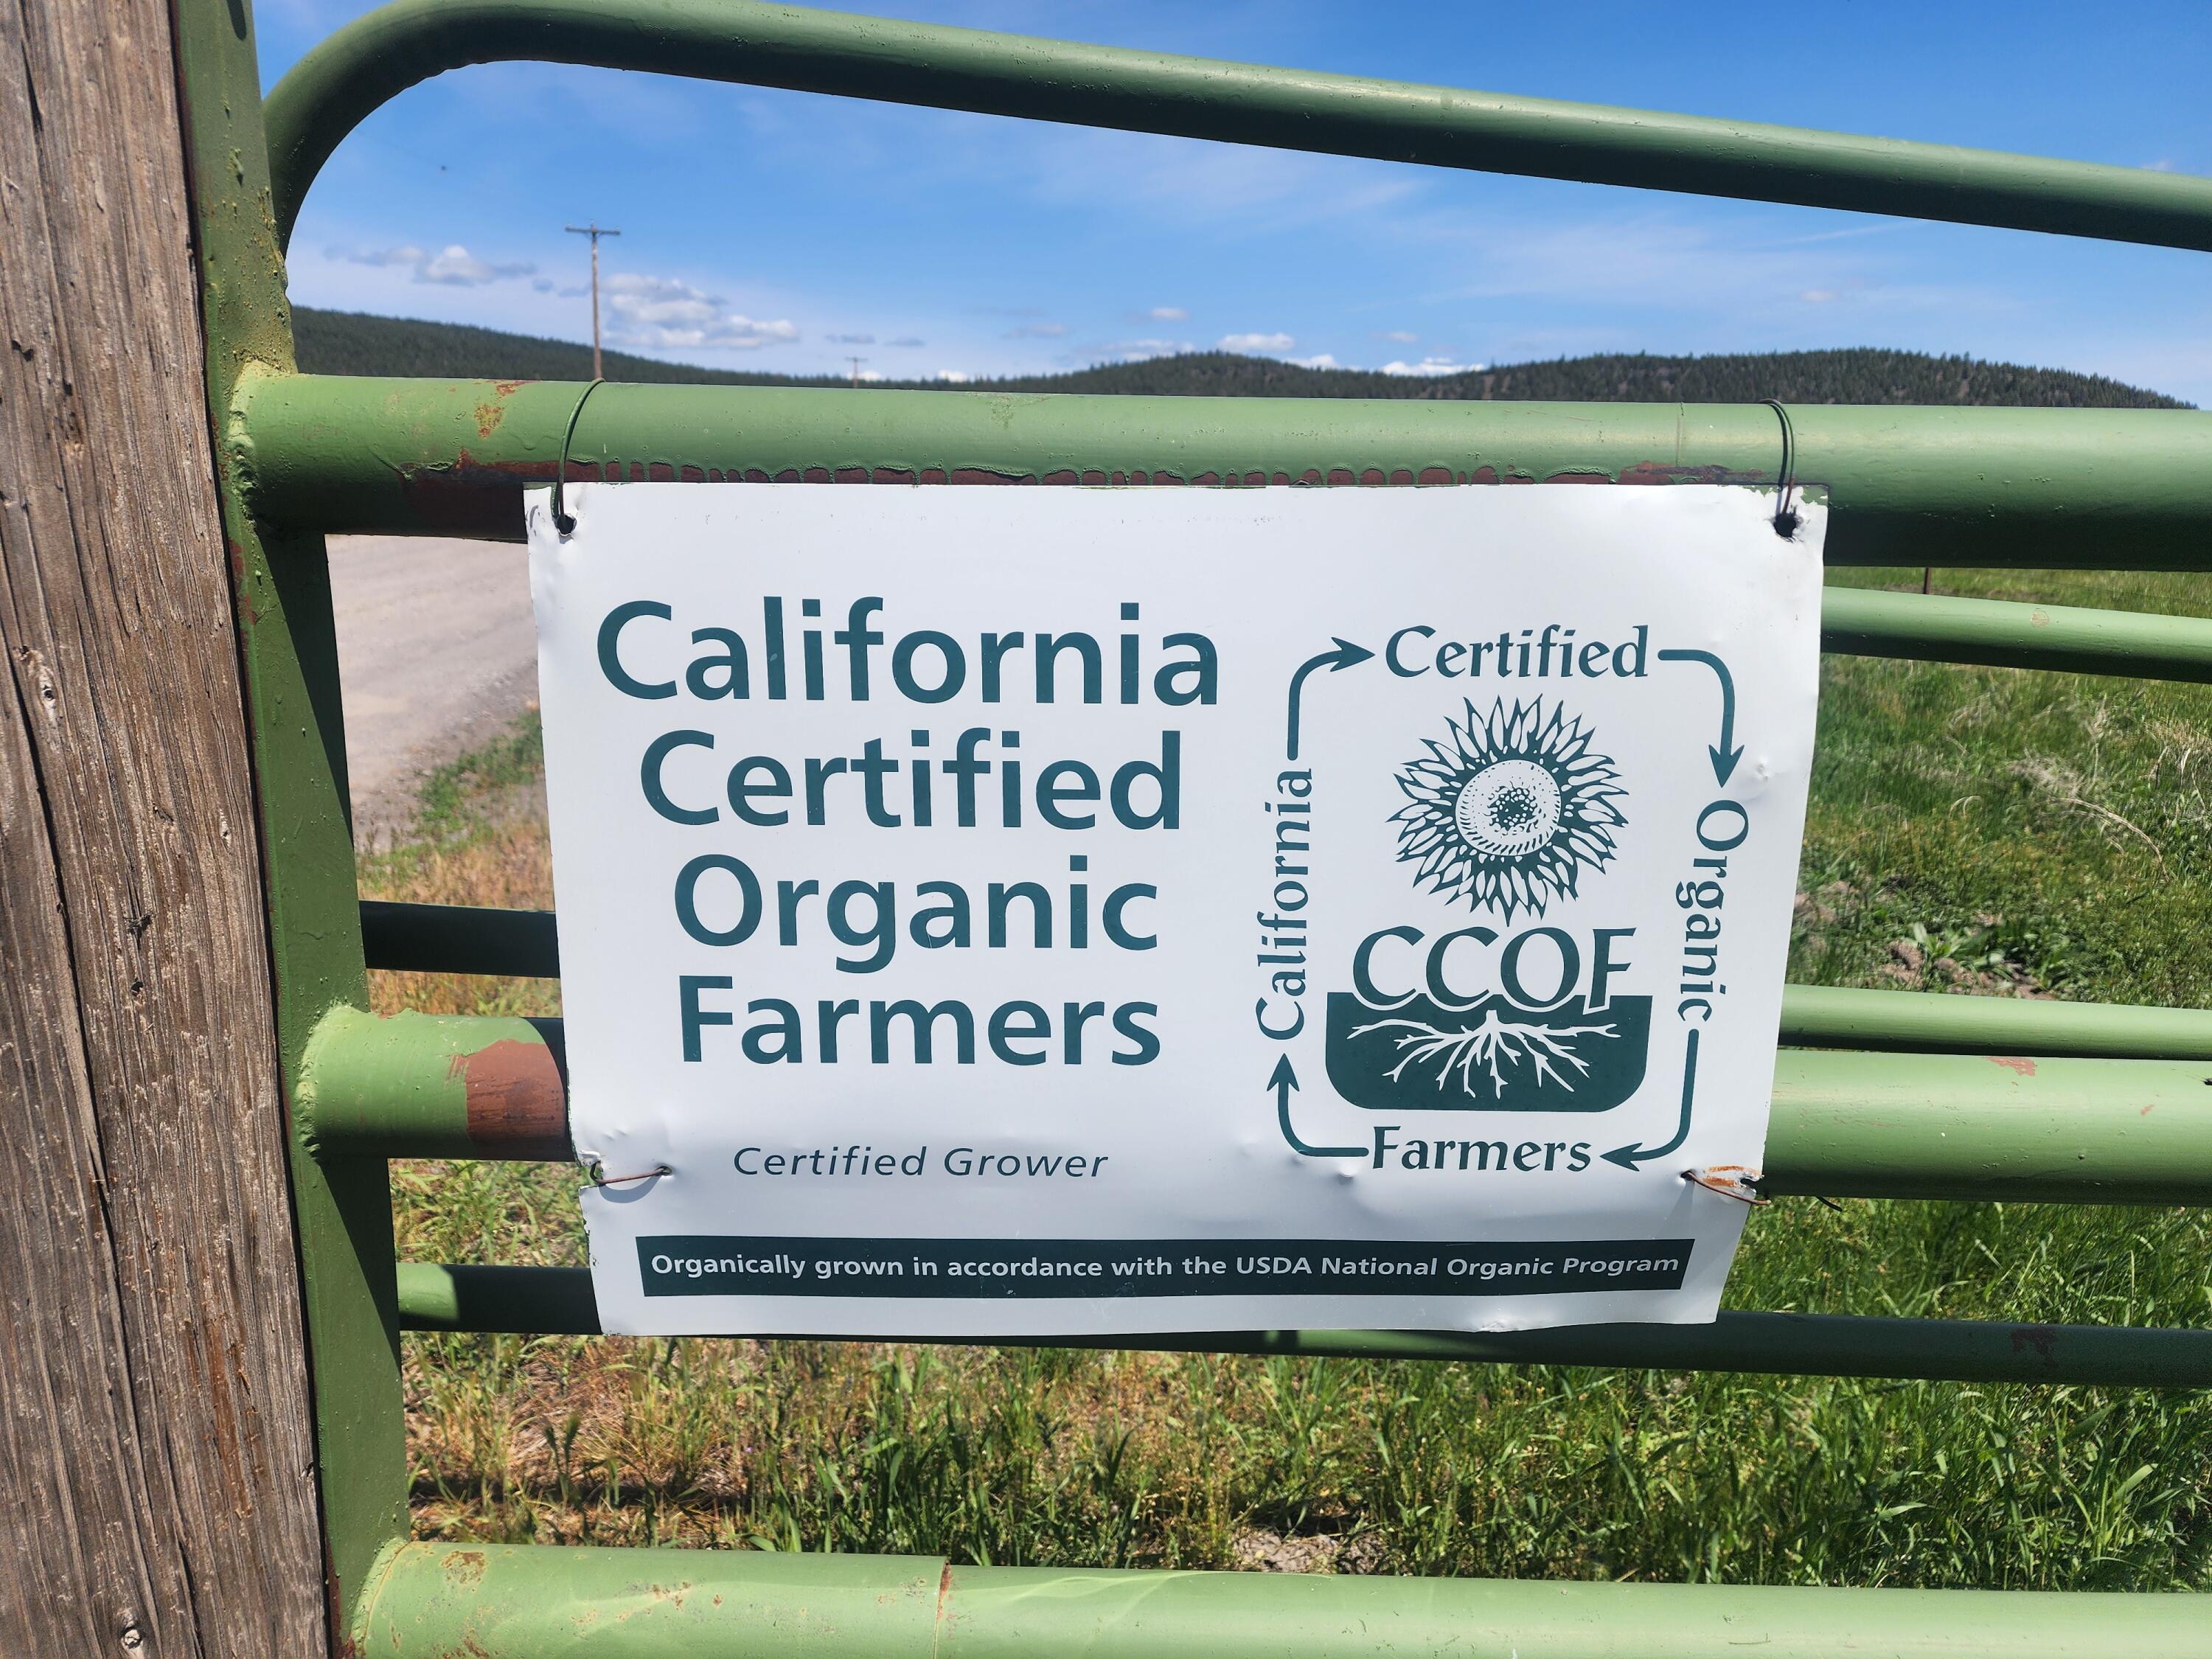 California
Certified
Organic
Farmers
Certified Grower
California
Certified
Organic
Farmers
CCOF
Organically grown in accordance with the USDA National Organic Program